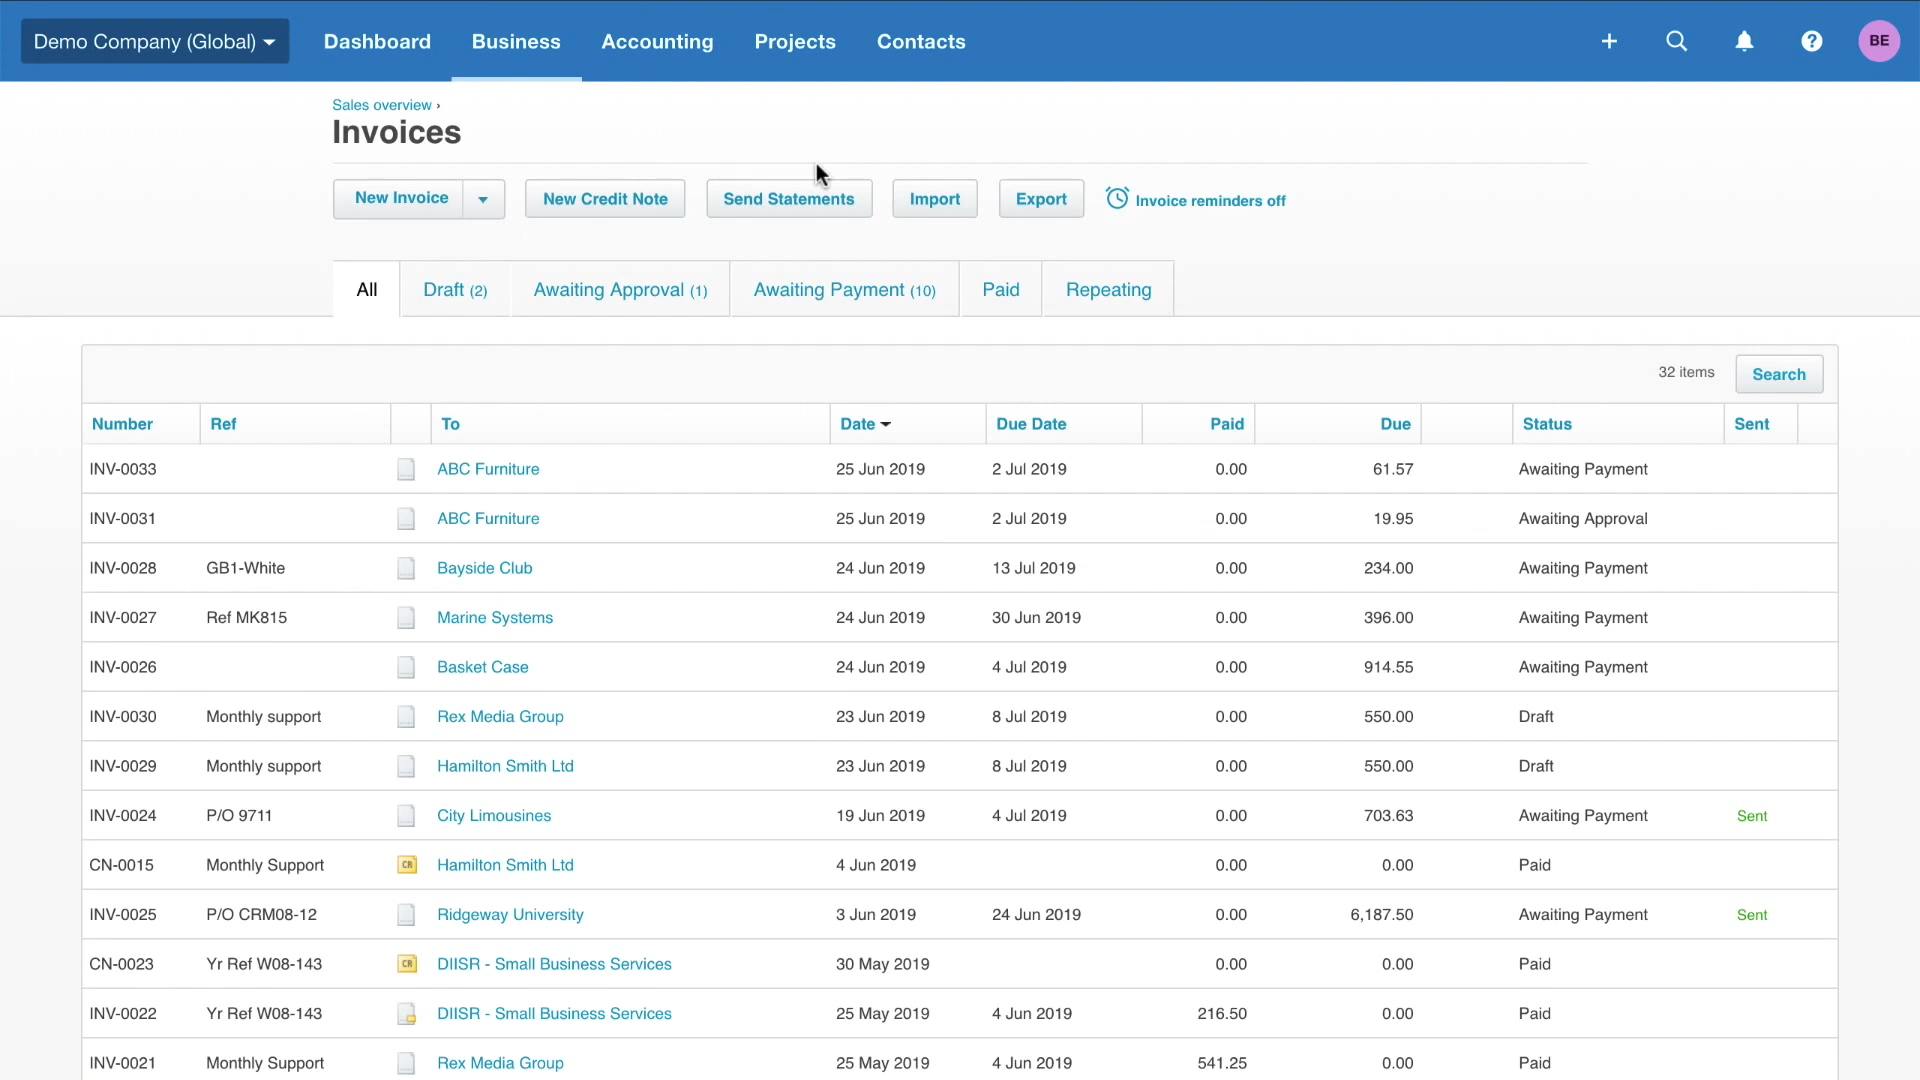 Demo Company (Global) Dashboard Business Accounting Projects Contacts + ? BE
Sales overview ›
Invoices
New Invoice New Credit Note Send Statements Import Export Invoice reminders off
All Draft (2) Awaiting Approval (1) Awaiting Payment (10) Paid Repeating
32 items Search
Number Ref To Date Due Date Paid Due Status Sent
INV-0033 ABC Furniture 25 Jun 2019 2 Jul 2019 0.00 61.57 Awaiting Payment
INV-0031 ABC Furniture 25 Jun 2019 2 Jul 2019 0.00 19.95 Awaiting Approval
INV-0028 GB1-White Bayside Club 24 Jun 2019 13 Jul 2019 0.00 234.00 Awaiting Payment
INV-0027 Ref MK815 Marine Systems 24 Jun 2019 30 Jun 2019 0.00 396.00 Awaiting Payment
INV-0026 Basket Case 24 Jun 2019 4 Jul 2019 0.00 914.55 Awaiting Payment
INV-0030 Monthly support Rex Media Group 23 Jun 2019 8 Jul 2019 0.00 550.00 Draft
INV-0029 Monthly support Hamilton Smith Ltd 23 Jun 2019 8 Jul 2019 0.00 550.00 Draft
INV-0024 P/O 9711 City Limousines 19 Jun 2019 4 Jul 2019 0.00 703.63 Awaiting Payment Sent
CN-0015 Monthly Support CR Hamilton Smith Ltd 4 Jun 2019 0.00 0.00 Paid
INV-0025 P/O CRM08-12 Ridgeway University 3 Jun 2019 24 Jun 2019 0.00 6,187.50 Awaiting Payment Sent
CN-0023 Yr Ref W08-143 CR DIISR - Small Business Services 30 May 2019 0.00 0.00 Paid
INV-0022 Yr Ref W08-143 DIISR - Small Business Services 25 May 2019 4 Jun 2019 216.50 0.00 Paid
INV-0021 Monthly Support Rex Media Group 25 May 2019 4 Jun 2019 541.25 0.00 Paid